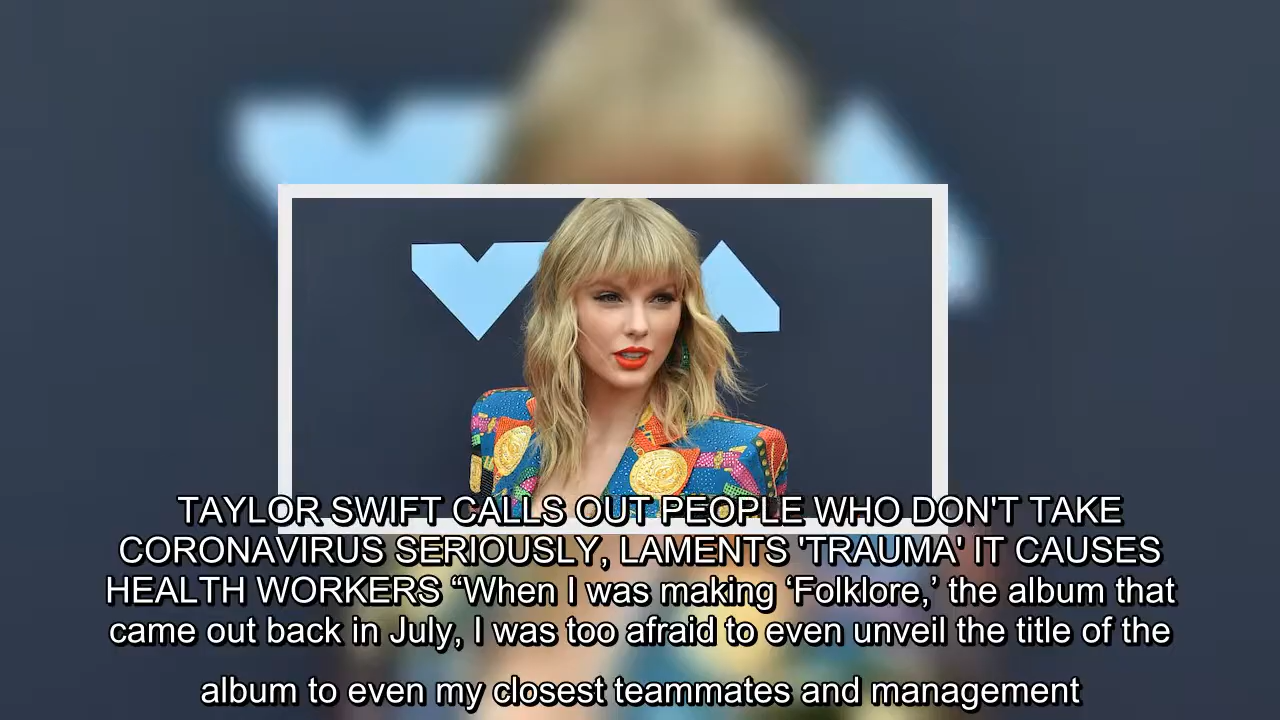 TAYLOR SWIFT CALLS OUT PEOPLE WHO DON'T TAKE
CORONAVIRUS SERIOUSLY, LAMENTS 'TRAUMA' IT CAUSES
HEALTH WORKERS “When I was making ‘Folklore,’ the album that
came out back in July, I was too afraid to even unveil the title of the
album to even my closest teammates and management